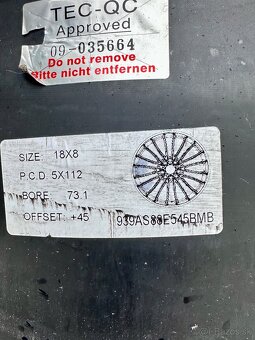 TEC-QC
Approved
09-035664
Do not remove
Bitte nicht entfernen
SIZE: 18X8
P.C.D. 5X112
BORE: 73.1
OFFSET: +45
939AS88E545BMB